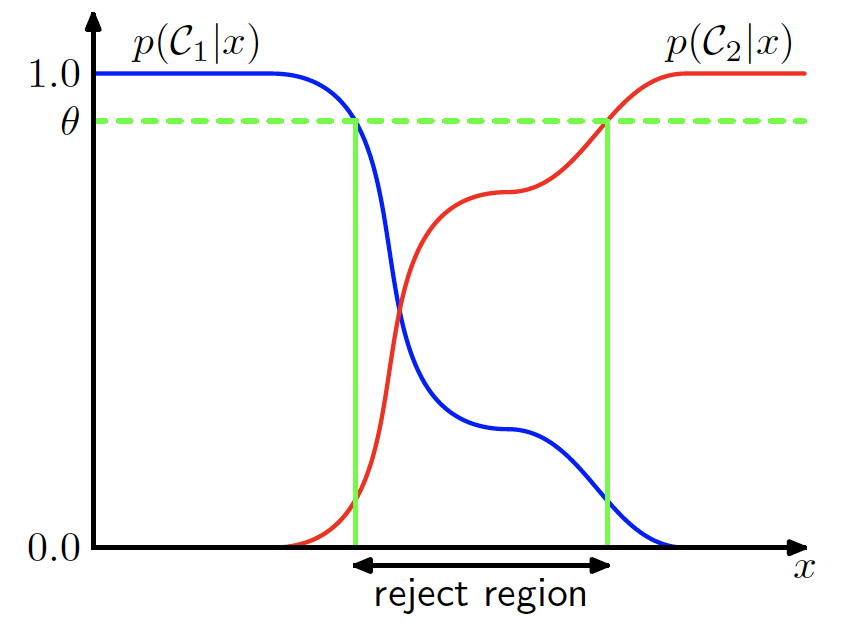 p(𝒞₁|x)
p(𝒞₂|x)
1.0
θ
0.0
x
reject region